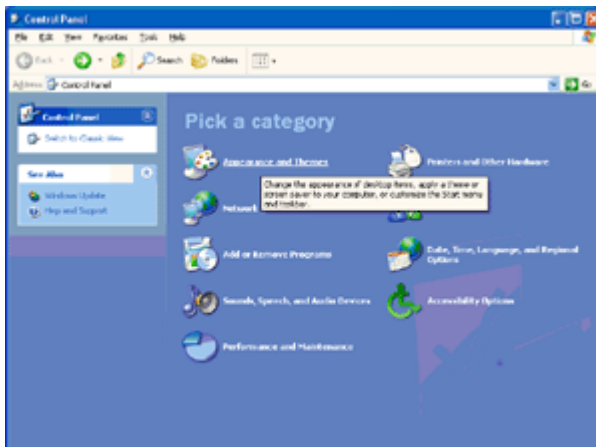 Control Panel
File Edit View Favorites Tools Help
Back Search Folders
Address Control Panel Go
Control Panel
Switch to Classic View
See Also
Windows Update
Help and Support
Pick a category
Appearance and Themes
Printers and Other Hardware
Change the appearance of desktop items, apply a theme or
screen saver to your computer, or customize the Start menu
and taskbar.
Network
Add or Remove Programs
Date, Time, Language, and Regional
Options
Sounds, Speech, and Audio Devices
Accessibility Options
Performance and Maintenance